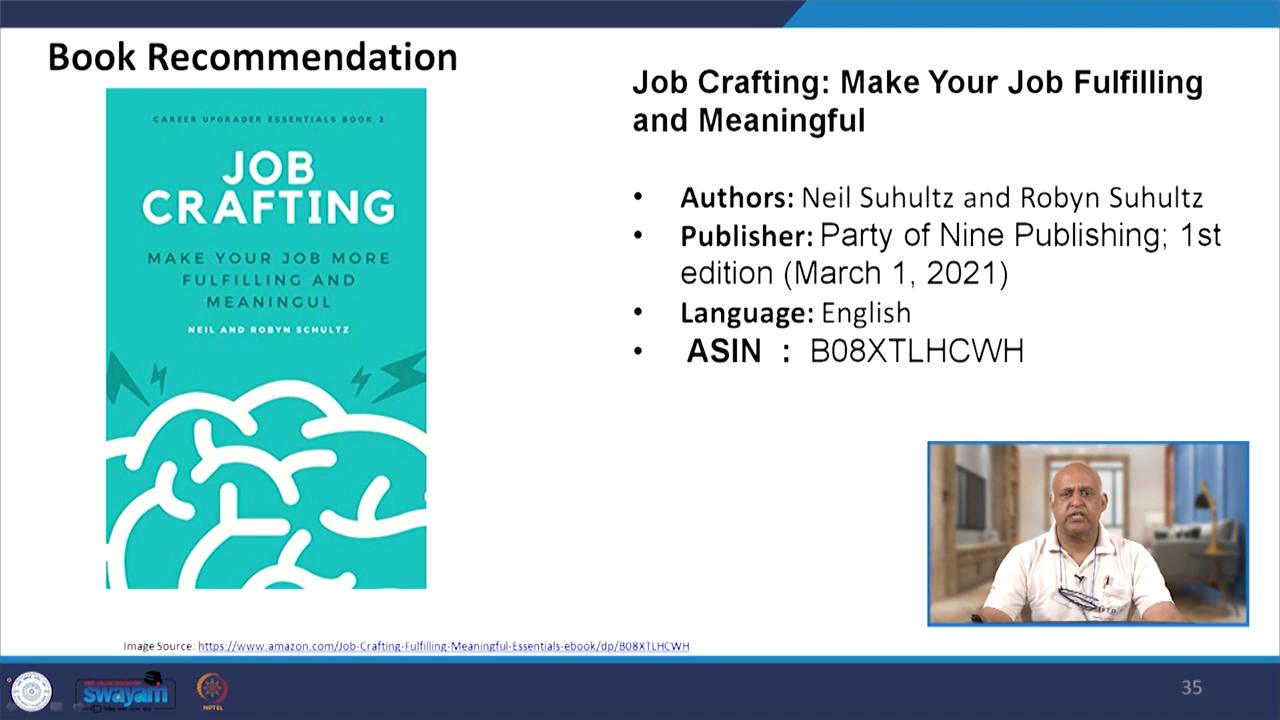 Book Recommendation
CAREER UPGRADER ESSENTIALS BOOK 2
JOB
CRAFTING
MAKE YOUR JOB MORE
FULFILLING AND
MEANINGUL
NEIL AND ROBYN SCHULTZ
Job Crafting: Make Your Job Fulfilling
and Meaningful
• Authors: Neil Suhultz and Robyn Suhultz
• Publisher: Party of Nine Publishing; 1st
edition (March 1, 2021)
• Language: English
• ASIN : B08XTLHCWH
Image Source: https://www.amazon.com/Job-Crafting-Fulfilling-Meaningful-Essentials-ebook/dp/B08XTLHCWH
swayam
NPTEL
35